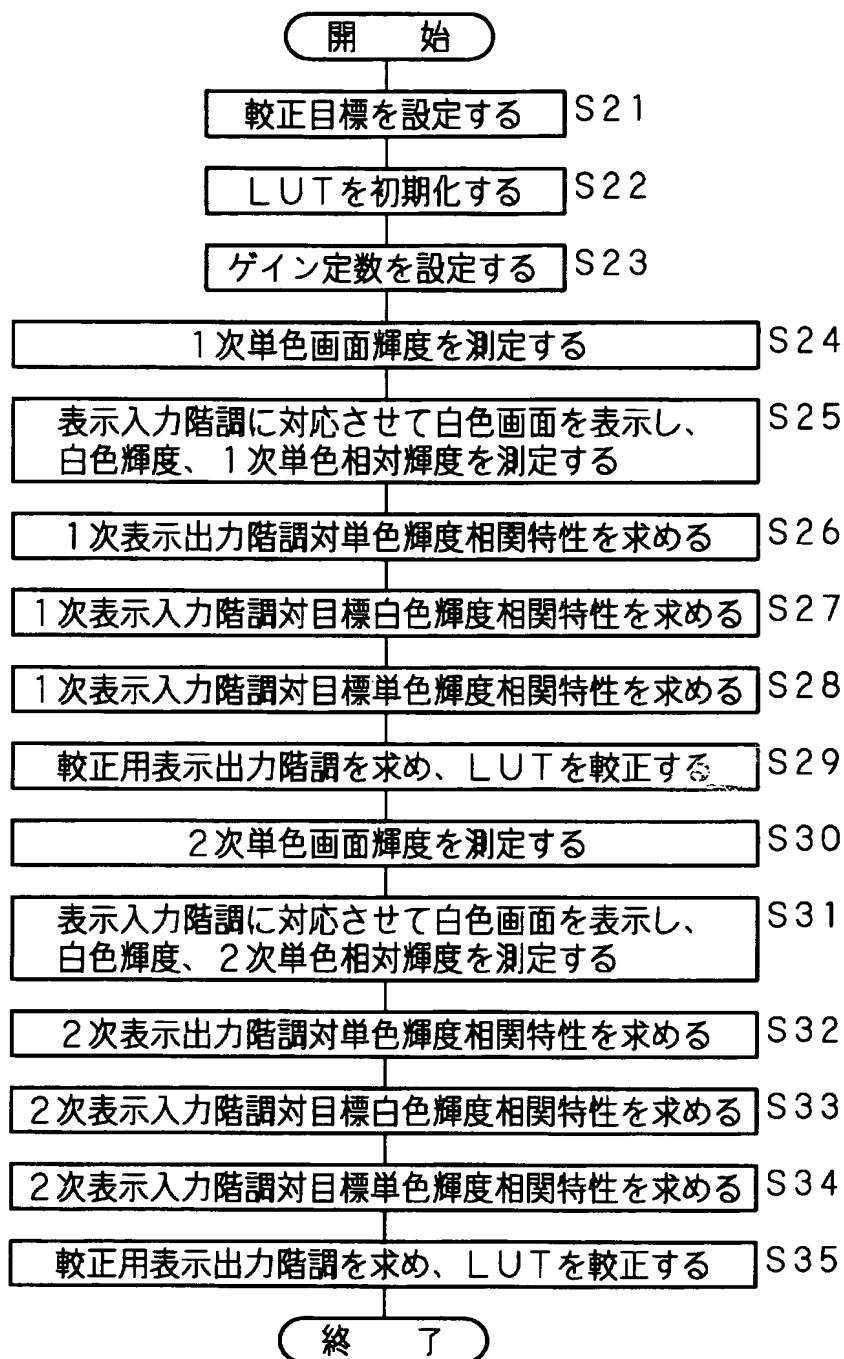 開　始
較正目標を設定する S21
LUTを初期化する S22
ゲイン定数を設定する S23
1次単色画面輝度を測定する S24
表示入力階調に対応させて白色画面を表示し、 S25
白色輝度、1次単色相対輝度を測定する
1次表示出力階調対単色輝度相関特性を求める S26
1次表示入力階調対目標白色輝度相関特性を求める S27
1次表示入力階調対目標単色輝度相関特性を求める S28
較正用表示出力階調を求め、LUTを較正する S29
2次単色画面輝度を測定する S30
表示入力階調に対応させて白色画面を表示し、 S31
白色輝度、2次単色相対輝度を測定する
2次表示出力階調対単色輝度相関特性を求める S32
2次表示入力階調対目標白色輝度相関特性を求める S33
2次表示入力階調対目標単色輝度相関特性を求める S34
較正用表示出力階調を求め、LUTを較正する S35
終　了